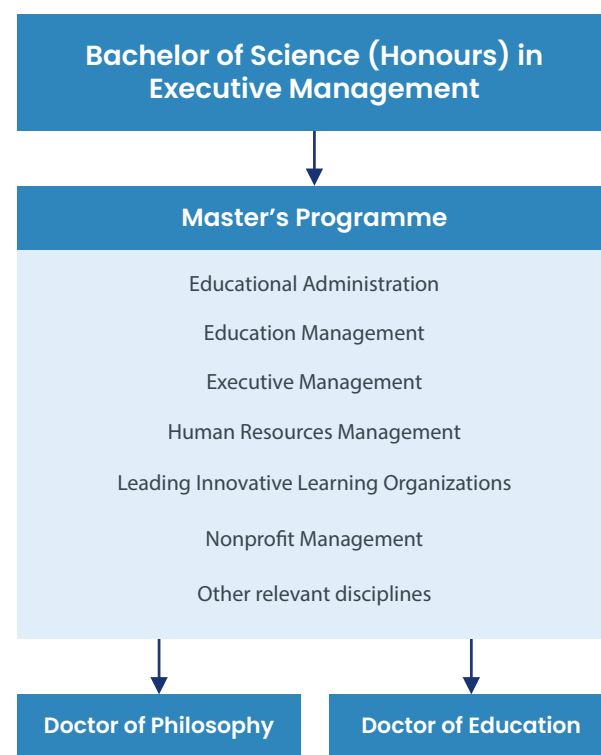 Bachelor of Science (Honours) in
Executive Management
Master’s Programme
Educational Administration
Education Management
Executive Management
Human Resources Management
Leading Innovative Learning Organizations
Nonprofit Management
Other relevant disciplines
Doctor of Philosophy
Doctor of Education